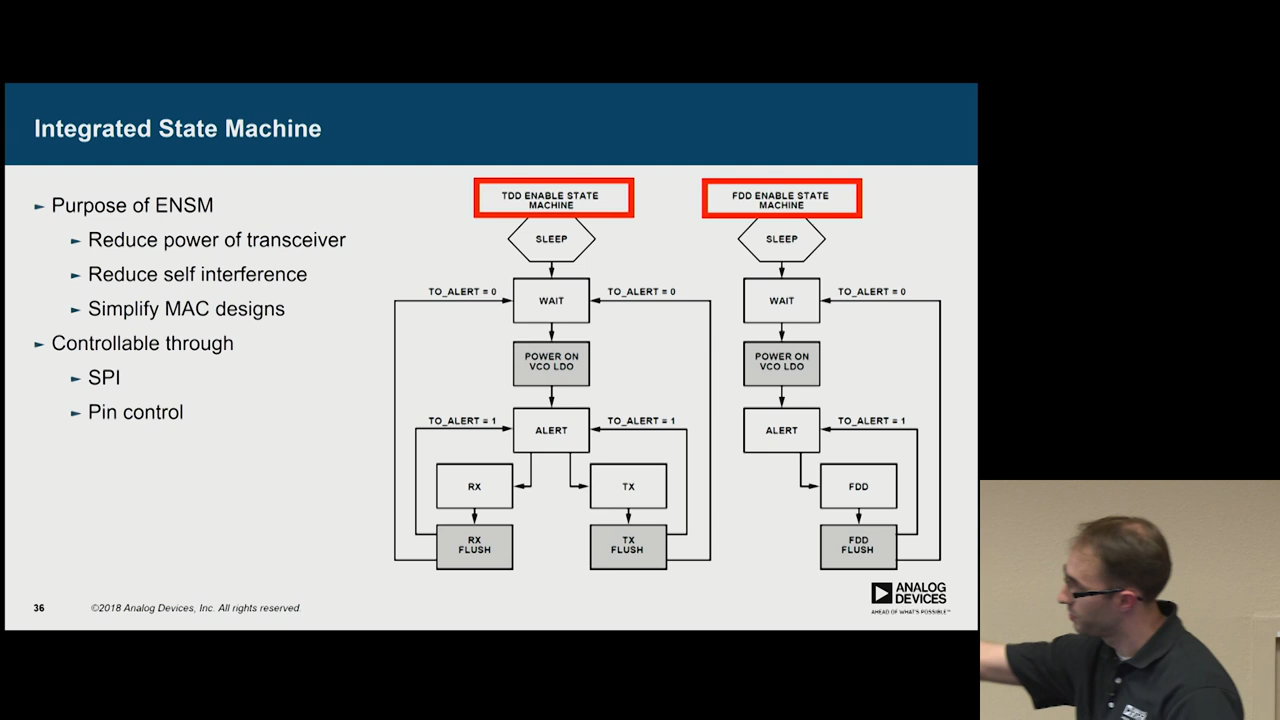 Integrated State Machine
► Purpose of ENSM
► Reduce power of transceiver
► Reduce self interference
► Simplify MAC designs
► Controllable through
► SPI
► Pin control
TDD ENABLE STATE
MACHINE
SLEEP
TO_ALERT = 0
TO_ALERT = 0
WAIT
POWER ON
VCO LDO
TO_ALERT = 1
TO_ALERT = 1
ALERT
RX
TX
RX
FLUSH
TX
FLUSH
FDD ENABLE STATE
MACHINE
SLEEP
TO_ALERT = 0
WAIT
POWER ON
VCO LDO
TO_ALERT = 1
ALERT
FDD
FDD
FLUSH
36
©2018 Analog Devices, Inc. All rights reserved.
ANALOG
DEVICES
AHEAD OF WHAT'S POSSIBLE™